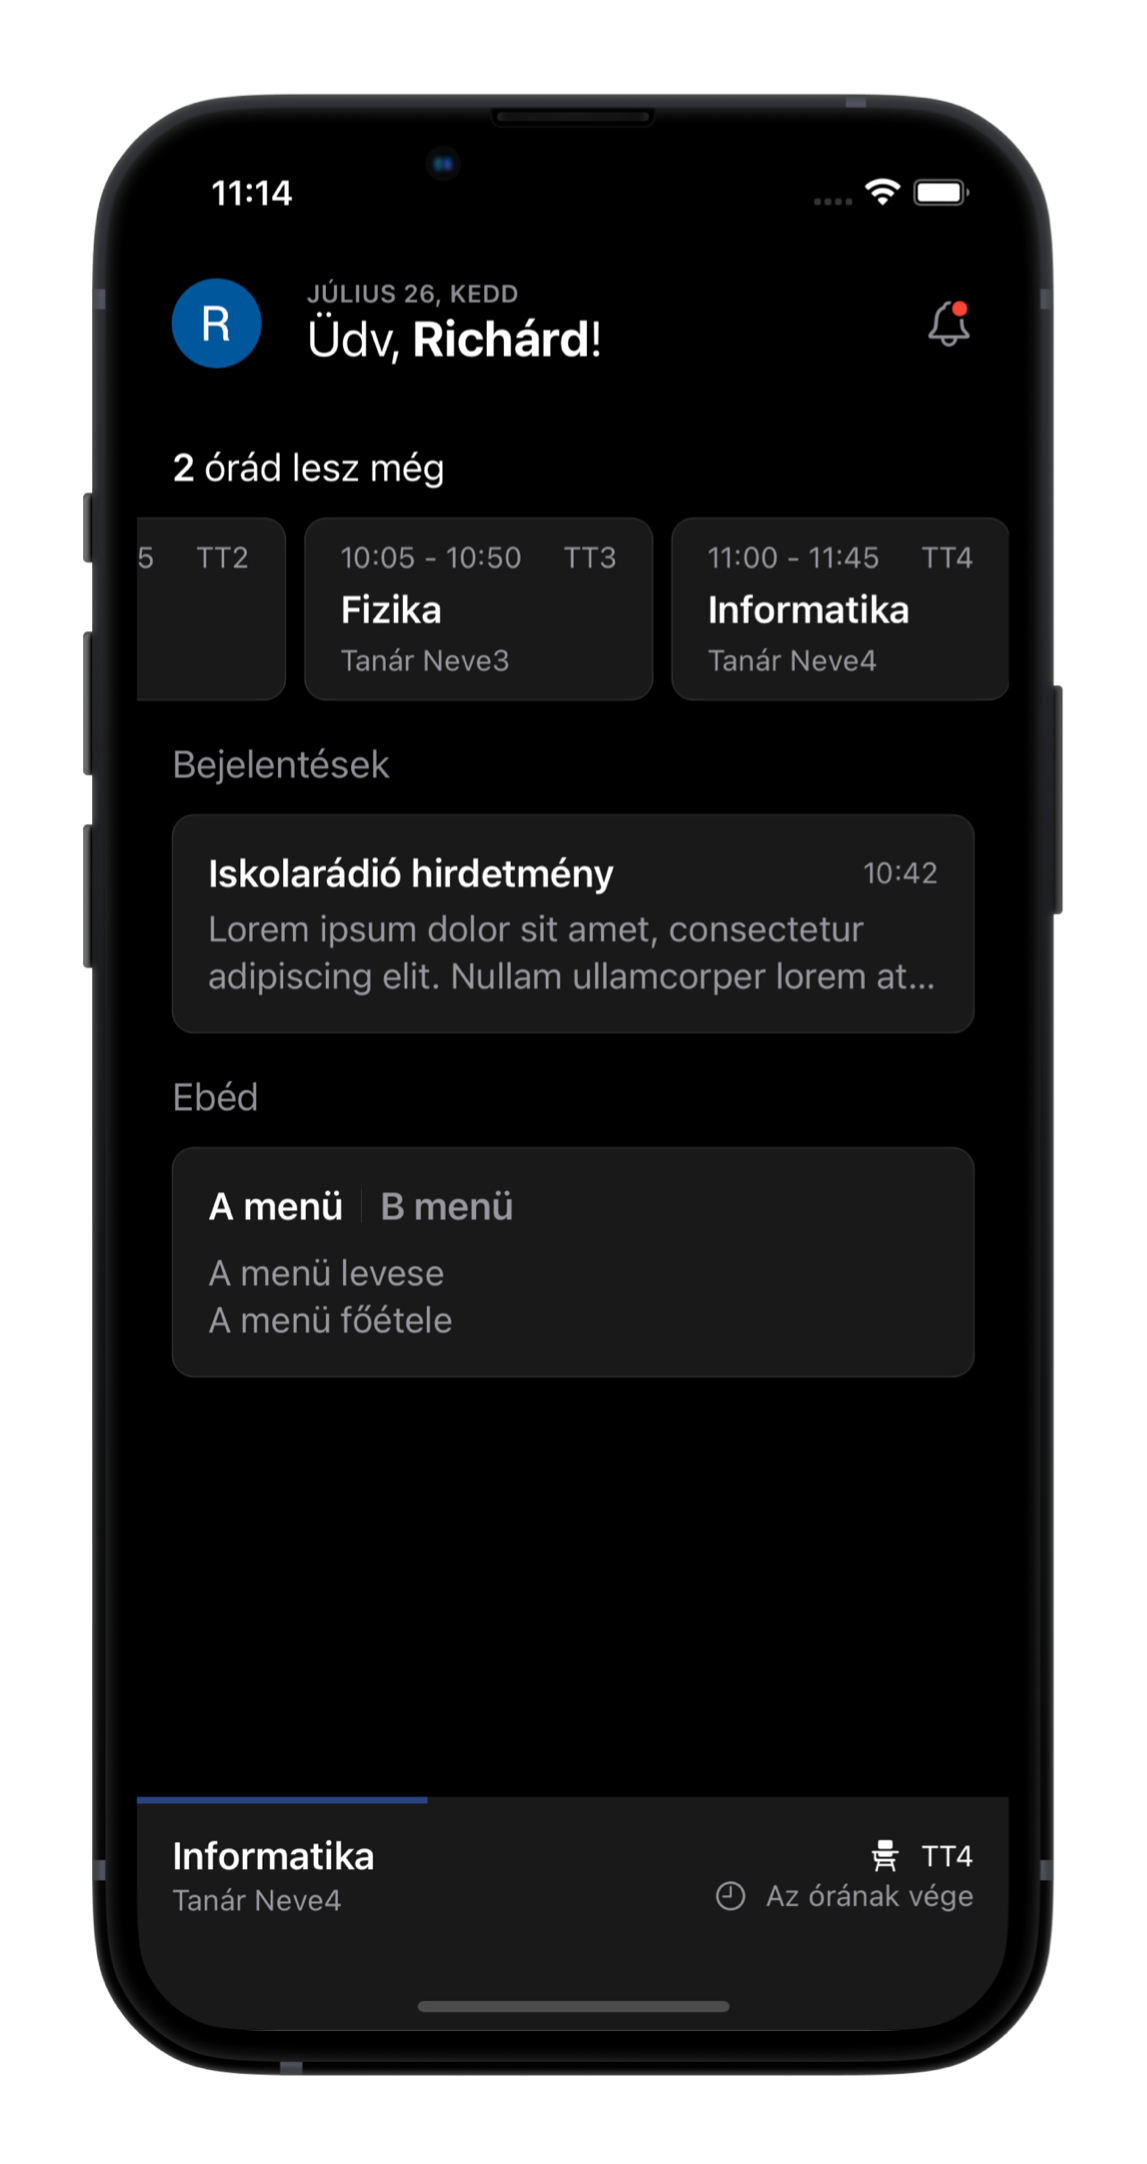 11:14
R
JÚLIUS 26, KEDD
Üdv, Richárd!
2 órád lesz még
5 TT2
10:05 - 10:50 TT3
Fizika
Tanár Neve3
11:00 - 11:45 TT4
Informatika
Tanár Neve4
Bejelentések
Iskolarádió hirdetmény 10:42
Lorem ipsum dolor sit amet, consectetur
adipiscing elit. Nullam ullamcorper lorem at...
Ebéd
A menü B menü
A menü levese
A menü főétele
Informatika TT4
Tanár Neve4 Az órának vége